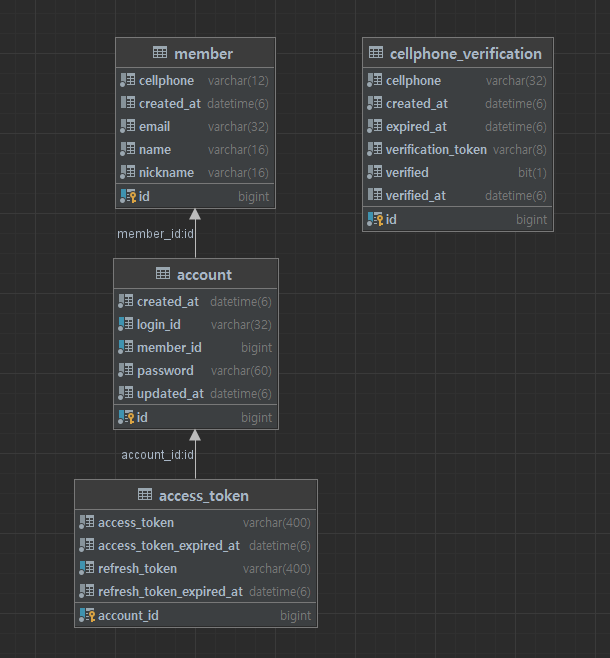 member
cellphone varchar(12)
created_at datetime(6)
email varchar(32)
name varchar(16)
nickname varchar(16)
id bigint
member_id:id
account
created_at datetime(6)
login_id varchar(32)
member_id bigint
password varchar(60)
updated_at datetime(6)
id bigint
account_id:id
access_token
access_token varchar(400)
access_token_expired_at datetime(6)
refresh_token varchar(400)
refresh_token_expired_at datetime(6)
account_id bigint
cellphone_verification
cellphone varchar(32)
created_at datetime(6)
expired_at datetime(6)
verification_token varchar(8)
verified bit(1)
verified_at datetime(6)
id bigint